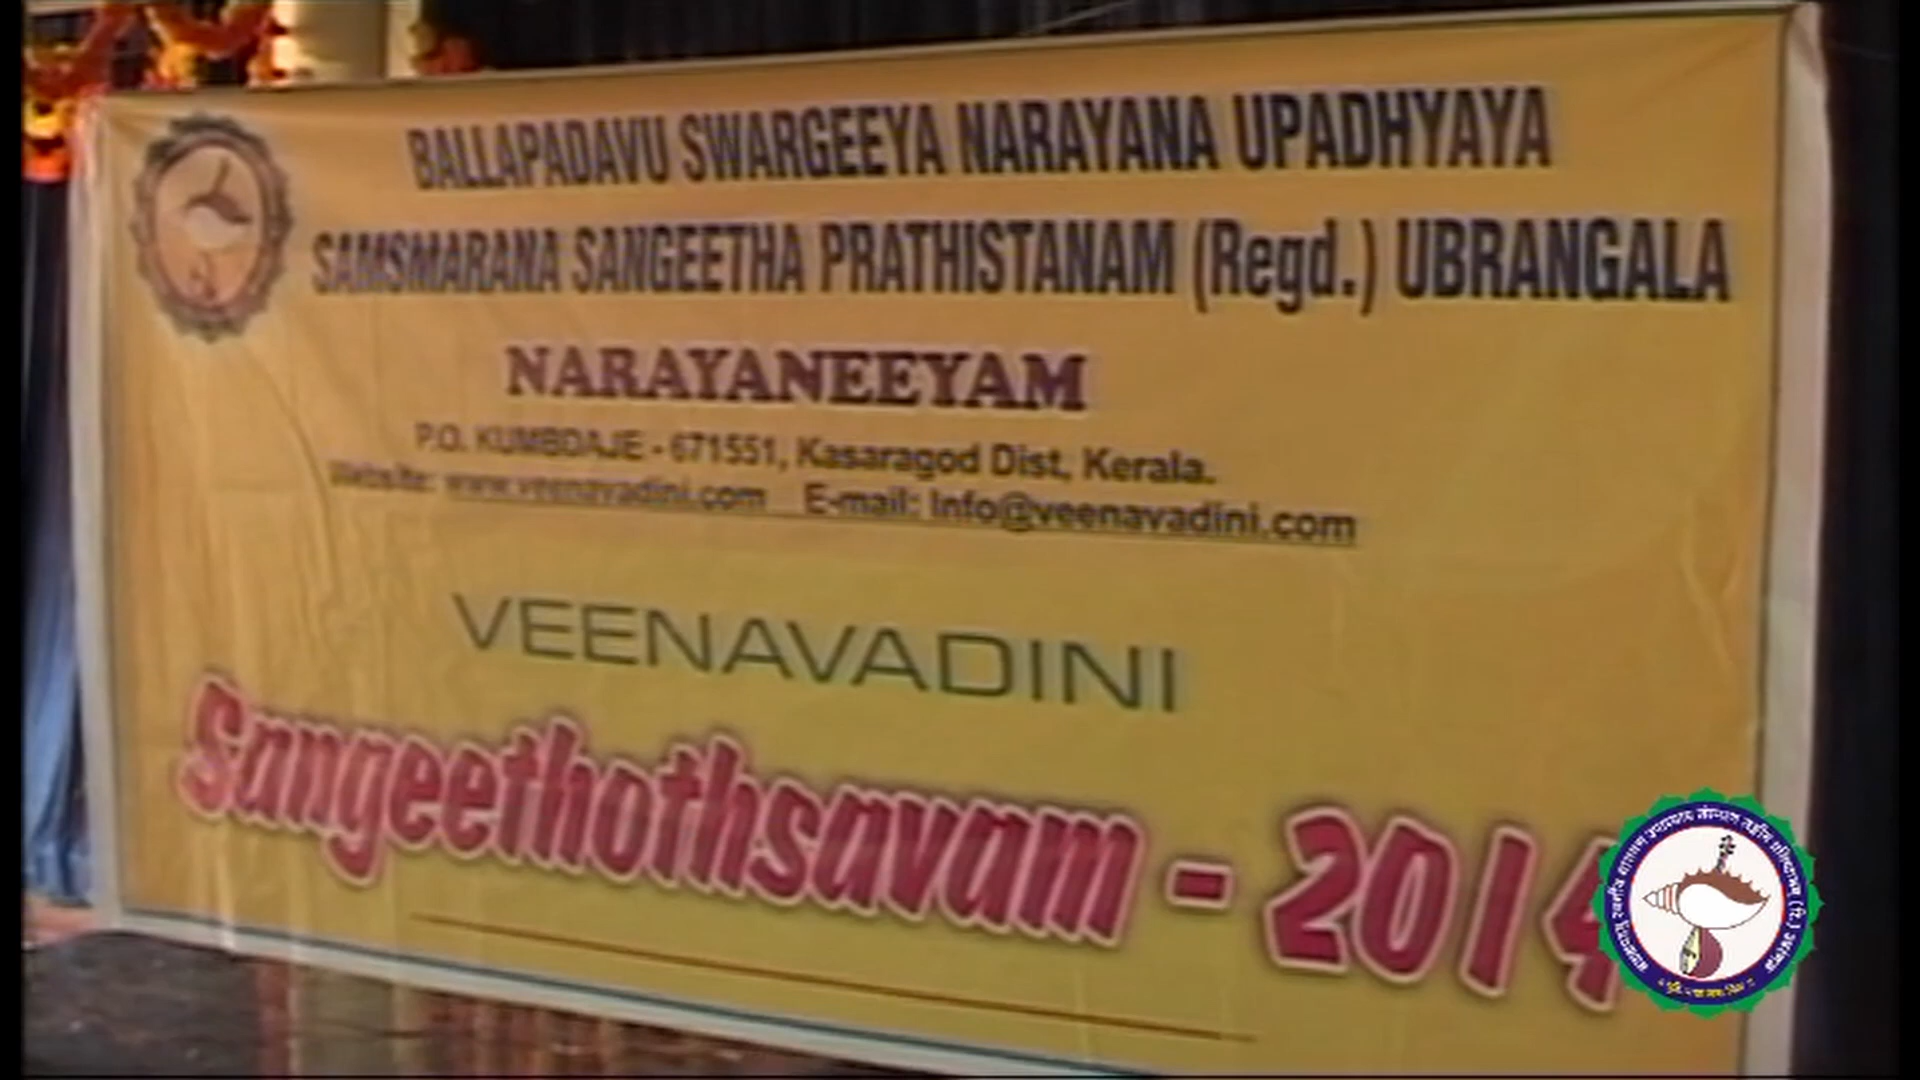 BALLAPADAVU SWARGEEYA NARAYANA UPADHYAYA
SAMSMARANA SANGEETHA PRATHISTANAM (Regd.) UBRANGALA
NARAYANEEYAM
P.O. KUMBDAJE - 671551, Kasaragod Dist, Kerala.
Website: www.veenavadini.com E-mail: Info@veenavadini.com
VEENAVADINI
Sangeethothsavam - 2014